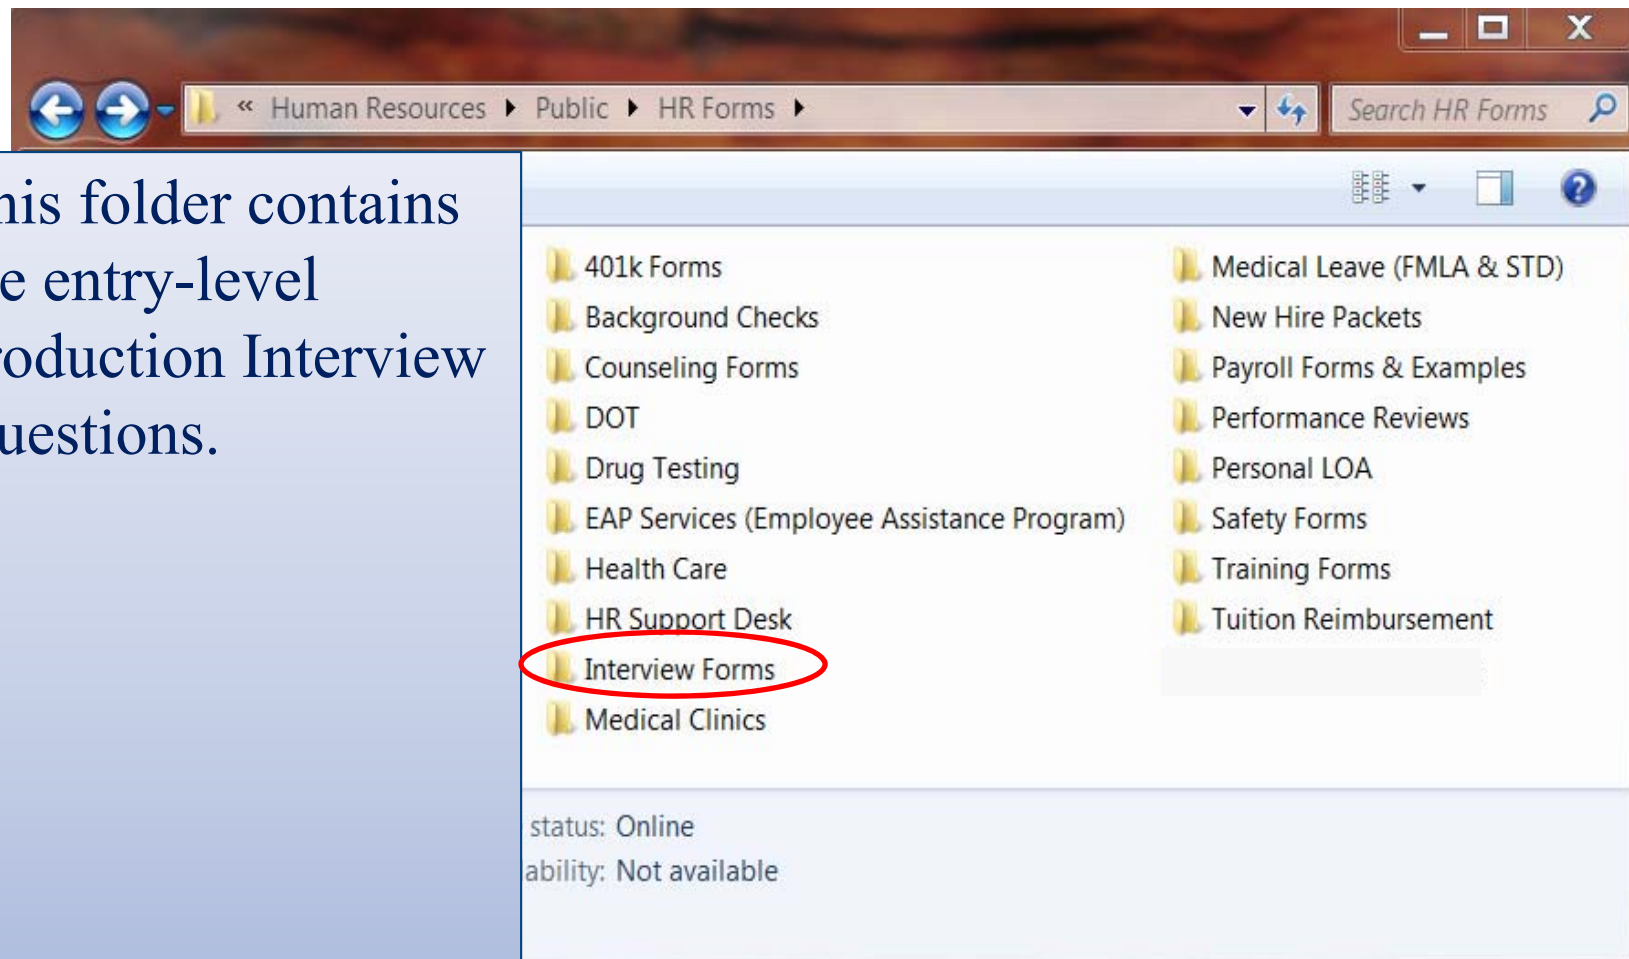 « Human Resources ▸ Public ▸ HR Forms ▸
Search HR Forms
his folder contains
e entry-level
roduction Interview
uestions.
401k Forms
Background Checks
Counseling Forms
DOT
Drug Testing
EAP Services (Employee Assistance Program)
Health Care
HR Support Desk
Interview Forms
Medical Clinics
Medical Leave (FMLA & STD)
New Hire Packets
Payroll Forms & Examples
Performance Reviews
Personal LOA
Safety Forms
Training Forms
Tuition Reimbursement
status: Online
ability: Not available